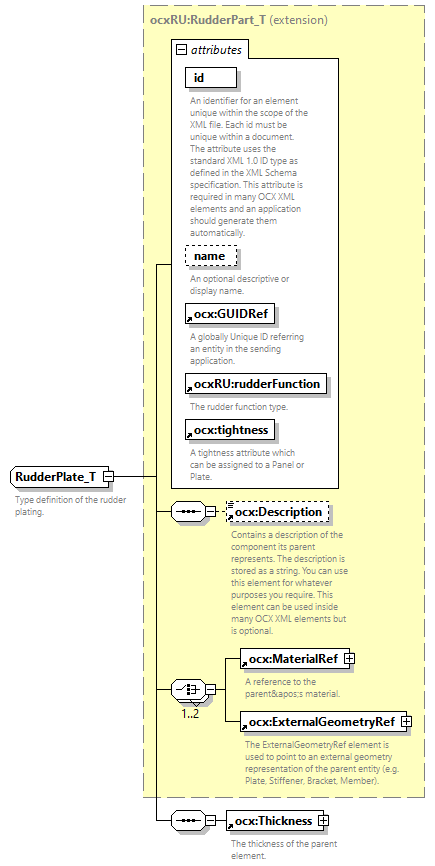 ocxRU:RudderPart_T (extension)
attributes
id
An identifier for an element
unique within the scope of the
XML file. Each id must be
unique within a document.
The attribute uses the
standard XML 1.0 ID type as
defined in the XML Schema
specification. This attribute is
required in many OCX XML
elements and an application
should generate them
automatically.
name
An optional descriptive or
display name.
ocx:GUIDRef
A globally Unique ID referring
an entity in the sending
application.
ocxRU:rudderFunction
The rudder function type.
ocx:tightness
A tightness attribute which
can be assigned to a Panel or
Plate.
RudderPlate_T
Type definition of the rudder
plating.
ocx:Description
Contains a description of the
component its parent
represents. The description is
stored as a string. You can use
this element for whatever
purposes you require. This
element can be used inside
many OCX XML elements but
is optional.
ocx:MaterialRef
A reference to the
parent&apos;s material.
1..2
ocx:ExternalGeometryRef
The ExternalGeometryRef element is
used to point to an external geometry
representation of the parent entity (e.g.
Plate, Stiffener, Bracket, Member).
ocx:Thickness
The thickness of the parent
element.